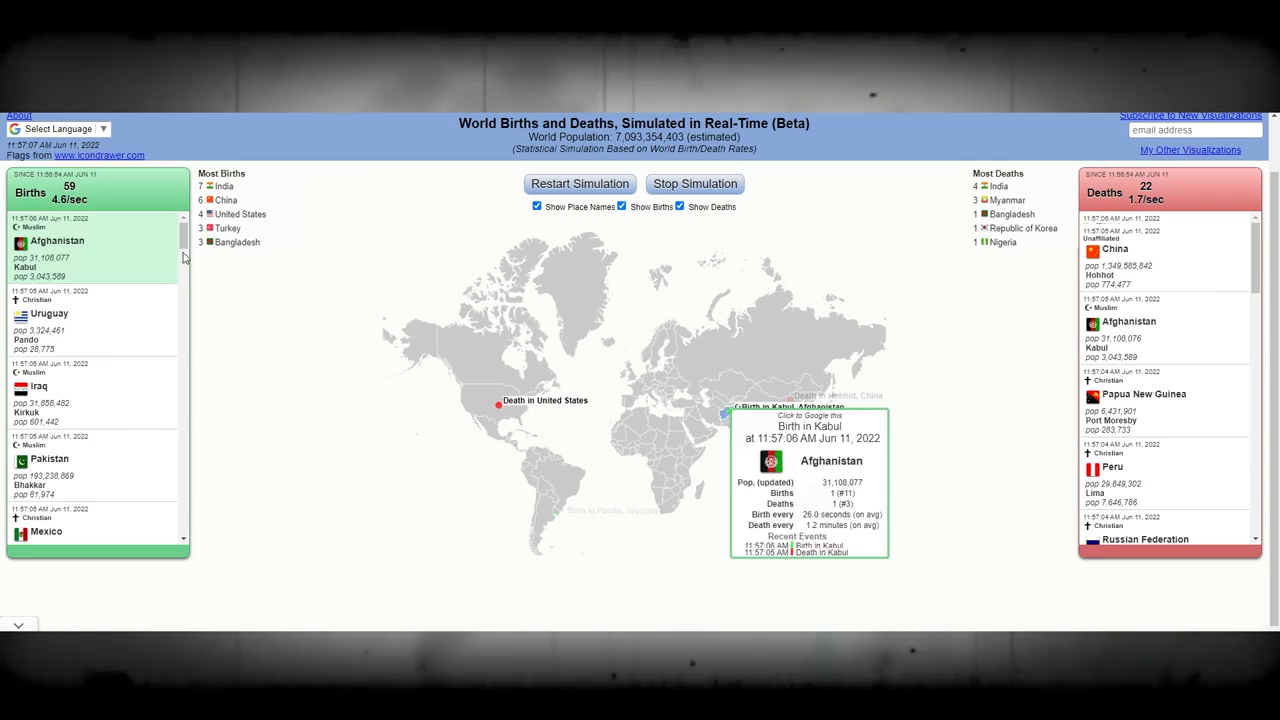 About
Select Language ▼
11:57:07 AM Jun 11, 2022
Flags from www.icondrawer.com
World Births and Deaths, Simulated in Real-Time (Beta)
World Population: 7,093,354,403 (estimated)
(Statistical Simulation Based on World Birth/Death Rates)
Subscribe to New Visualizations
email address
My Other Visualizations
SINCE 11:56:54 AM JUN 11
Births
59
4.6/sec
11:57:06 AM Jun 11, 2022
Muslim
Afghanistan
pop 31,108,077
Kabul
pop 3,043,589
11:57:05 AM Jun 11, 2022
Christian
Uruguay
pop 3,324,461
Pando
pop 28,775
11:57:05 AM Jun 11, 2022
Muslim
Iraq
pop 31,858,482
Kirkuk
pop 601,442
11:57:05 AM Jun 11, 2022
Muslim
Pakistan
pop 193,238,869
Bhakkar
pop 81,974
11:57:05 AM Jun 11, 2022
Christian
Mexico
Most Births
7 India
6 China
4 United States
3 Turkey
3 Bangladesh
Restart Simulation
Stop Simulation
Show Place Names
Show Births
Show Deaths
Death in United States
Death in Hohhot, China
Birth in Kabul, Afghanistan
Birth in Pando, Uruguay
Click to Google this
Birth in Kabul
at 11:57:06 AM Jun 11, 2022
Afghanistan
Pop. (updated) 31,108,077
Births 1 (#11)
Deaths 1 (#3)
Birth every 26.0 seconds (on avg)
Death every 1.2 minutes (on avg)
Recent Events
11:57:06 AM Birth in Kabul
11:57:05 AM Death in Kabul
Most Deaths
4 India
3 Myanmar
1 Bangladesh
1 Republic of Korea
1 Nigeria
SINCE 11:56:54 AM JUN 11
Deaths
22
1.7/sec
11:57:06 AM Jun 11, 2022
11:57:05 AM Jun 11, 2022
Unaffiliated
China
pop 1,349,585,842
Hohhot
pop 774,477
11:57:05 AM Jun 11, 2022
Muslim
Afghanistan
pop 31,108,076
Kabul
pop 3,043,589
11:57:04 AM Jun 11, 2022
Christian
Papua New Guinea
pop 6,431,901
Port Moresby
pop 283,733
11:57:04 AM Jun 11, 2022
Christian
Peru
pop 29,849,302
Lima
pop 7,646,786
11:57:04 AM Jun 11, 2022
Christian
Russian Federation